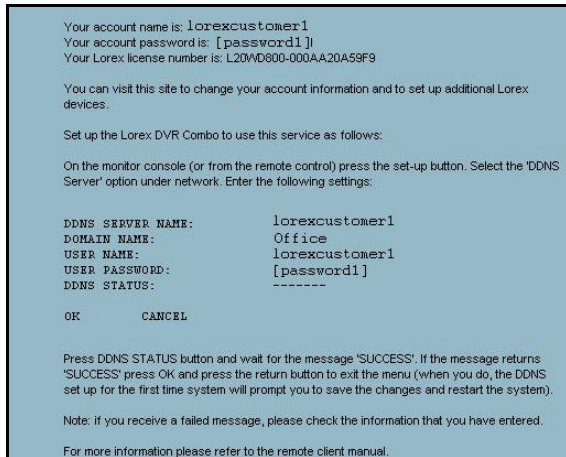 Your account name is: lorexcustomer1
Your account password is: [password1]!
Your Lorex license number is: L20WD800-000AA20A59F9
You can visit this site to change your account information and to set up additional Lorex
devices.
Set up the Lorex DVR Combo to use this service as follows:
On the monitor console (or from the remote control) press the set-up button. Select the 'DDNS
Server' option under network. Enter the following settings:
DDNS SERVER NAME: lorexcustomer1
DOMAIN NAME: Office
USER NAME: lorexcustomer1
USER PASSWORD: [password1]
DDNS STATUS: -------
OK CANCEL
Press DDNS STATUS button and wait for the message 'SUCCESS'. If the message returns
'SUCCESS' press OK and press the return button to exit the menu (when you do, the DDNS
set up for the first time system will prompt you to save the changes and restart the system).
Note: if you receive a failed message, please check the information that you have entered.
For more information please refer to the remote client manual.